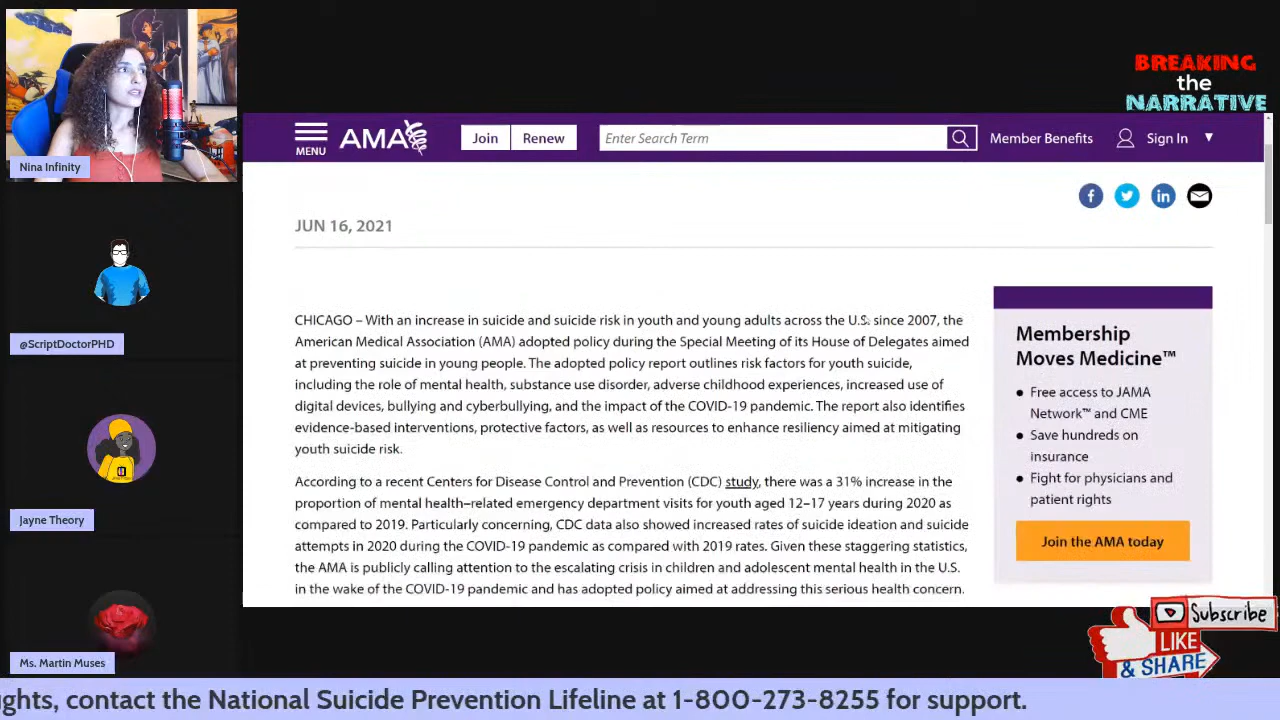 BREAKING
the
NARRATIVE
MENU
AMA
Join
Renew
Enter Search Term
Member Benefits
Sign In
Nina Infinity
JUN 16, 2021
CHICAGO – With an increase in suicide and suicide risk in youth and young adults across the U.S. since 2007, the
American Medical Association (AMA) adopted policy during the Special Meeting of its House of Delegates aimed
at preventing suicide in young people. The adopted policy report outlines risk factors for youth suicide,
including the role of mental health, substance use disorder, adverse childhood experiences, increased use of
digital devices, bullying and cyberbullying, and the impact of the COVID-19 pandemic. The report also identifies
evidence-based interventions, protective factors, as well as resources to enhance resiliency aimed at mitigating
youth suicide risk.
According to a recent Centers for Disease Control and Prevention (CDC) study, there was a 31% increase in the
proportion of mental health–related emergency department visits for youth aged 12–17 years during 2020 as
compared to 2019. Particularly concerning, CDC data also showed increased rates of suicide ideation and suicide
attempts in 2020 during the COVID-19 pandemic as compared with 2019 rates. Given these staggering statistics,
the AMA is publicly calling attention to the escalating crisis in children and adolescent mental health in the U.S.
in the wake of the COVID-19 pandemic and has adopted policy aimed at addressing this serious health concern.
Membership
Moves Medicine™
Free access to JAMA
Network™ and CME
Save hundreds on
insurance
Fight for physicians and
patient rights
Join the AMA today
@ScriptDoctorPHD
Jayne Theory
Ms. Martin Muses
Subscribe
LIKE
& SHARE
ghts, contact the National Suicide Prevention Lifeline at 1-800-273-8255 for support.